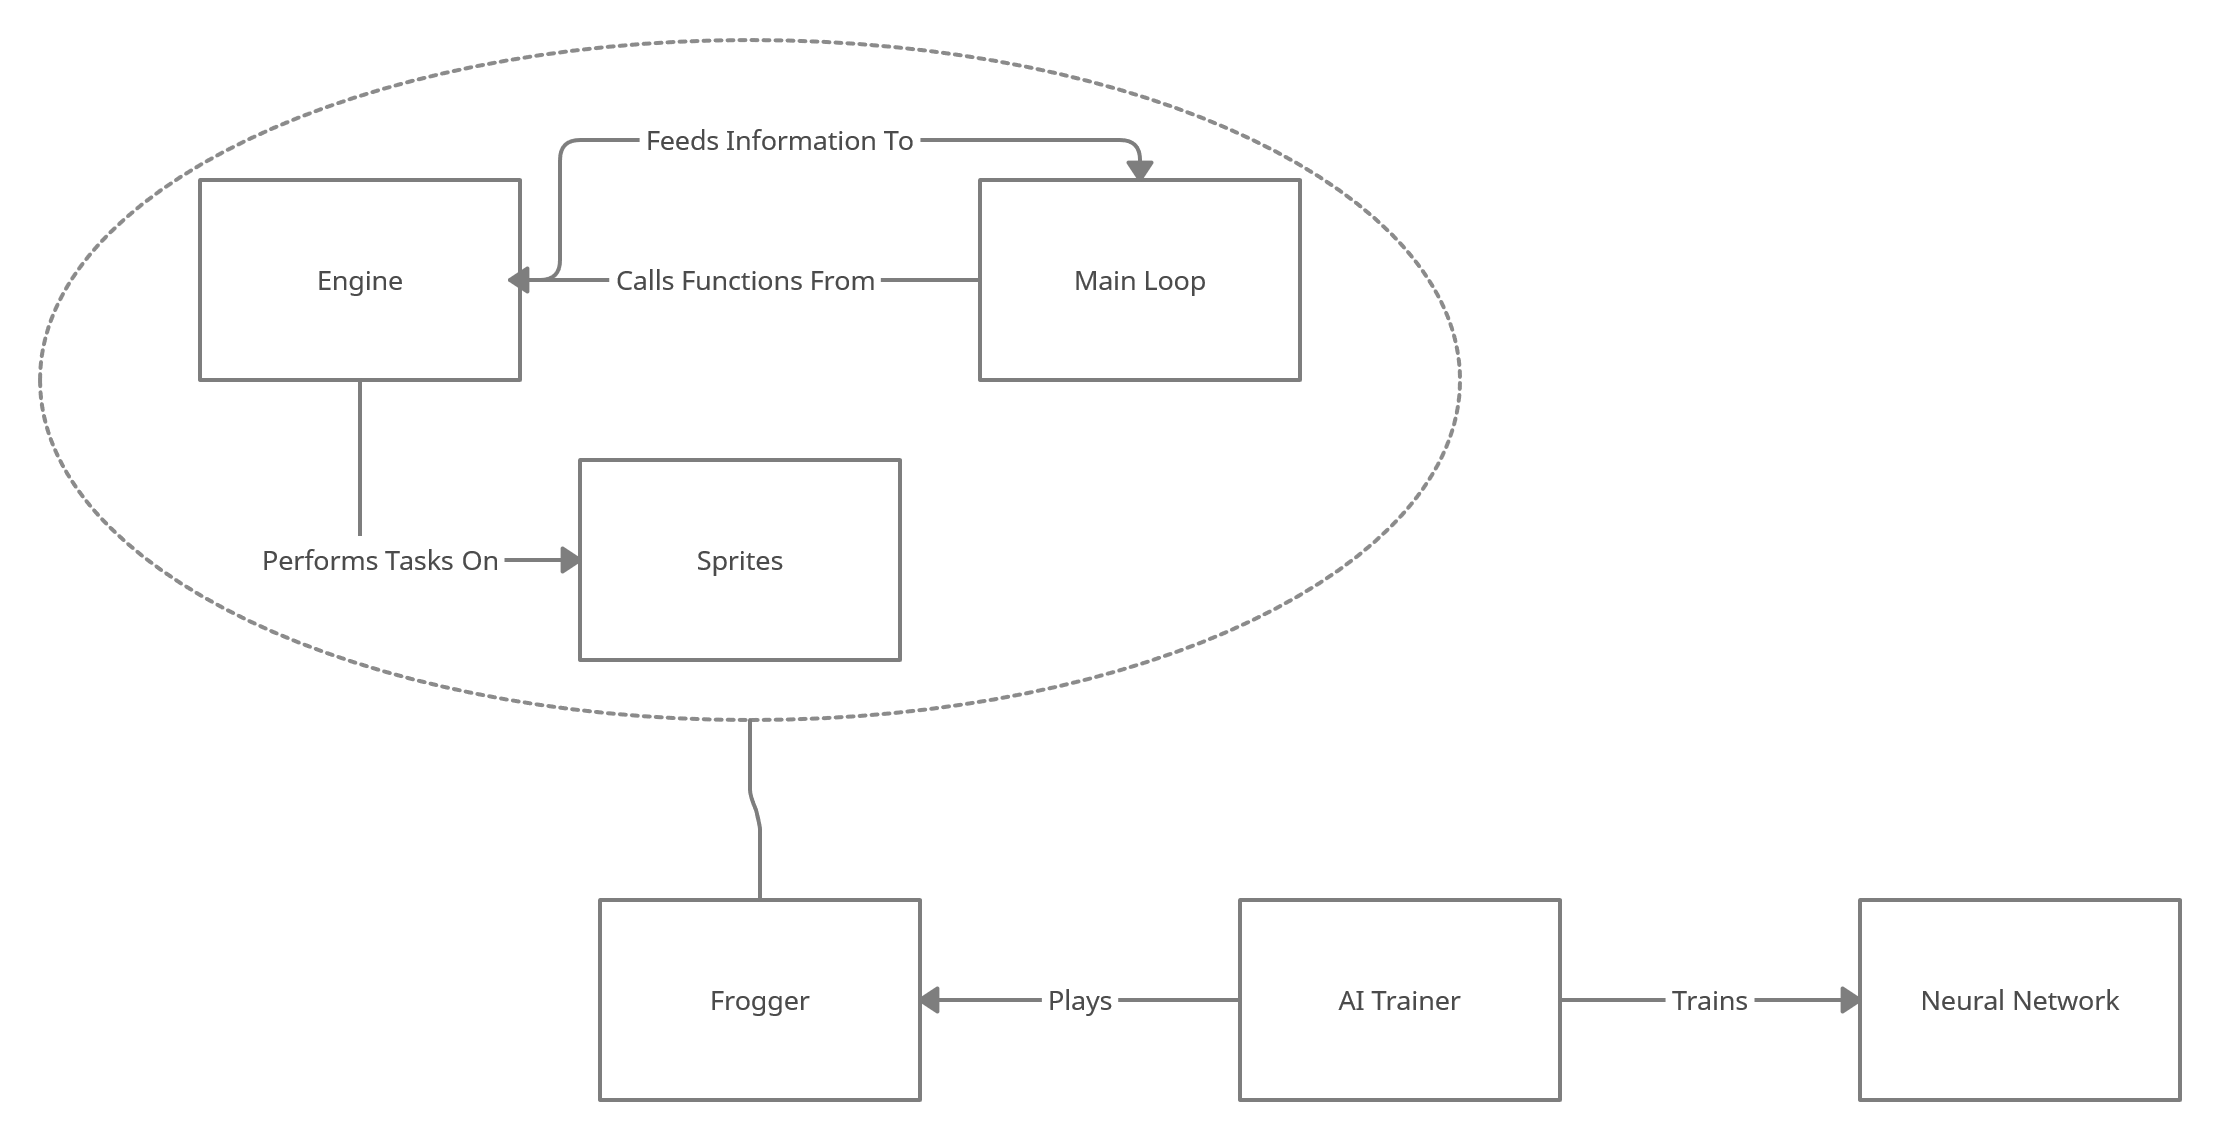 Feeds Information To
Engine
Calls Functions From
Main Loop
Performs Tasks On
Sprites
Frogger
Plays
AI Trainer
Trains
Neural Network